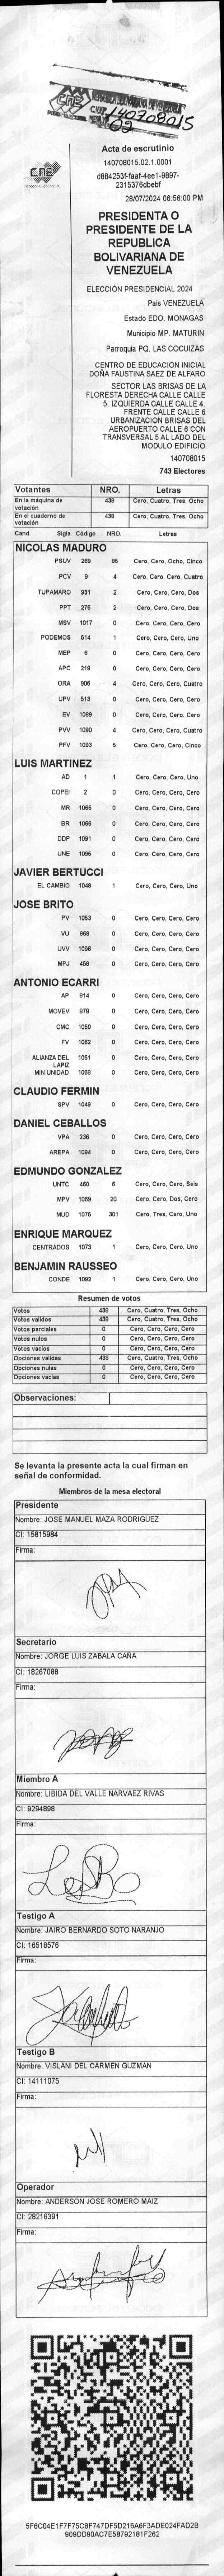 CNE
140708015
02
CNE
Acta de escrutinio
140708015.02.1.0001
d884253f-faaf-4ee1-9897-
2315376dbebf
28/07/2024 06:56:00 PM
PRESIDENTA O
PRESIDENTE DE LA
REPUBLICA
BOLIVARIANA DE
VENEZUELA
ELECCIÓN PRESIDENCIAL 2024
Pais VENEZUELA
Estado EDO. MONAGAS
Municipio MP. MATURIN
Parroquia PQ. LAS COCUIZAS
CENTRO DE EDUCACION INICIAL
DOÑA FAUSTINA SAEZ DE ALFARO
SECTOR LAS BRISAS DE LA
FLORESTA DERECHA CALLE CALLE
5. IZQUIERDA CALLE CALLE 4.
FRENTE CALLE CALLE 6
URBANIZACION BRISAS DEL
AEROPUERTO CALLE 6 CON
TRANSVERSAL 5 AL LADO DEL
MODULO EDIFICIO
140708015
743 Electores
Votantes NRO. Letras
En la máquina de votación 438 Cero, Cuatro, Tres, Ocho
En el cuaderno de votación 438 Cero, Cuatro, Tres, Ocho
Cand. Sigla Código NRO. Letras
NICOLAS MADURO
PSUV 269 85 Cero, Cero, Ocho, Cinco
PCV 9 4 Cero, Cero, Cero, Cuatro
TUPAMARO 931 2 Cero, Cero, Cero, Dos
PPT 276 2 Cero, Cero, Cero, Dos
MSV 1017 0 Cero, Cero, Cero, Cero
PODEMOS 514 1 Cero, Cero, Cero, Uno
MEP 6 0 Cero, Cero, Cero, Cero
APC 219 0 Cero, Cero, Cero, Cero
ORA 906 4 Cero, Cero, Cero, Cuatro
UPV 513 0 Cero, Cero, Cero, Cero
EV 1089 0 Cero, Cero, Cero, Cero
PVV 1090 4 Cero, Cero, Cero, Cuatro
PFV 1093 5 Cero, Cero, Cero, Cinco
LUIS MARTINEZ
AD 1 1 Cero, Cero, Cero, Uno
COPEI 2 0 Cero, Cero, Cero, Cero
MR 1065 0 Cero, Cero, Cero, Cero
BR 1066 0 Cero, Cero, Cero, Cero
DDP 1091 0 Cero, Cero, Cero, Cero
UNE 1095 0 Cero, Cero, Cero, Cero
JAVIER BERTUCCI
EL CAMBIO 1048 1 Cero, Cero, Cero, Uno
JOSE BRITO
PV 1053 0 Cero, Cero, Cero, Cero
VU 868 0 Cero, Cero, Cero, Cero
UVV 1096 0 Cero, Cero, Cero, Cero
MPJ 458 0 Cero, Cero, Cero, Cero
ANTONIO ECARRI
AP 814 0 Cero, Cero, Cero, Cero
MOVEV 979 0 Cero, Cero, Cero, Cero
CMC 1050 0 Cero, Cero, Cero, Cero
FV 1062 0 Cero, Cero, Cero, Cero
ALIANZA DEL LAPIZ 1051 0 Cero, Cero, Cero, Cero
MIN UNIDAD 1068 0 Cero, Cero, Cero, Cero
CLAUDIO FERMIN
SPV 1049 0 Cero, Cero, Cero, Cero
DANIEL CEBALLOS
VPA 236 0 Cero, Cero, Cero, Cero
AREPA 1094 0 Cero, Cero, Cero, Cero
EDMUNDO GONZALEZ
UNTC 460 6 Cero, Cero, Cero, Seis
MPV 1069 20 Cero, Cero, Dos, Cero
MUD 1075 301 Cero, Tres, Cero, Uno
ENRIQUE MARQUEZ
CENTRADOS 1073 1 Cero, Cero, Cero, Uno
BENJAMIN RAUSSEO
CONDE 1092 1 Cero, Cero, Cero, Uno
Resumen de votos
Votos 438 Cero, Cuatro, Tres, Ocho
Votos validos 438 Cero, Cuatro, Tres, Ocho
Votos parciales 0 Cero, Cero, Cero, Cero
Votos nulos 0 Cero, Cero, Cero, Cero
Votos vacios 0 Cero, Cero, Cero, Cero
Opciones validas 438 Cero, Cuatro, Tres, Ocho
Opciones nulas 0 Cero, Cero, Cero, Cero
Opciones vacias 0 Cero, Cero, Cero, Cero
Observaciones:
Se levanta la presente acta la cual firman en
señal de conformidad.
Miembros de la mesa electoral
Presidente
Nombre: JOSE MANUEL MAZA RODRIGUEZ
CI: 15815984
Firma:
Secretario
Nombre: JORGE LUIS ZABALA CAÑA
CI: 18267088
Firma:
Miembro A
Nombre: LIBIDA DEL VALLE NARVAEZ RIVAS
CI: 9294898
Firma:
Testigo A
Nombre: JAIRO BERNARDO SOTO NARANJO
CI: 16518576
Firma:
Testigo B
Nombre: VISLANI DEL CARMEN GUZMAN
CI: 14111075
Firma:
Operador
Nombre: ANDERSON JOSE ROMERO MAIZ
CI: 28216391
Firma:
5F6C04E1F7F75C8F747DF5D216A6F3ADE024FAD2B
909DD90AC7E58792181F262